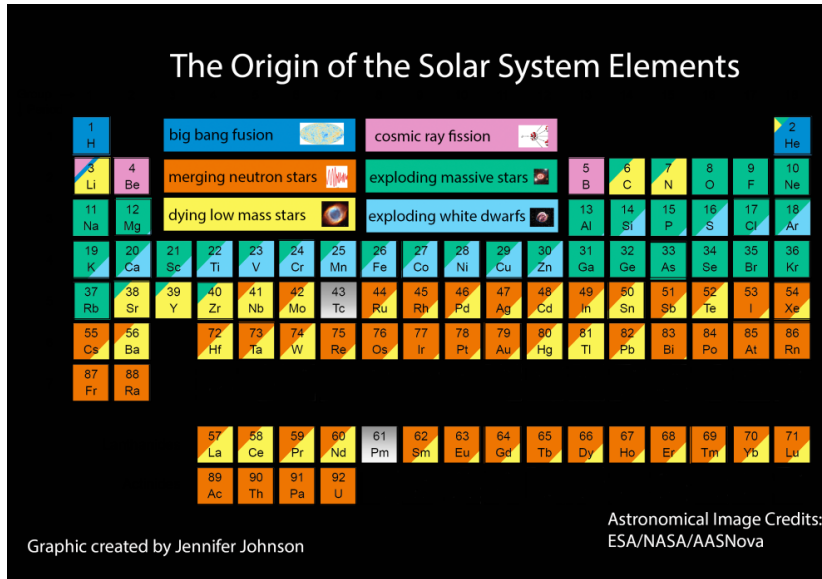 The Origin of the Solar System Elements
1 H
2 He
big bang fusion
cosmic ray fission
merging neutron stars
exploding massive stars
dying low mass stars
exploding white dwarfs
3 Li
4 Be
5 B
6 C
7 N
8 O
9 F
10 Ne
11 Na
12 Mg
13 Al
14 Si
15 P
16 S
17 Cl
18 Ar
19 K
20 Ca
21 Sc
22 Ti
23 V
24 Cr
25 Mn
26 Fe
27 Co
28 Ni
29 Cu
30 Zn
31 Ga
32 Ge
33 As
34 Se
35 Br
36 Kr
37 Rb
38 Sr
39 Y
40 Zr
41 Nb
42 Mo
43 Tc
44 Ru
45 Rh
46 Pd
47 Ag
48 Cd
49 In
50 Sn
51 Sb
52 Te
53 I
54 Xe
55 Cs
56 Ba
72 Hf
73 Ta
74 W
75 Re
76 Os
77 Ir
78 Pt
79 Au
80 Hg
81 Tl
82 Pb
83 Bi
84 Po
85 At
86 Rn
87 Fr
88 Ra
57 La
58 Ce
59 Pr
60 Nd
61 Pm
62 Sm
63 Eu
64 Gd
65 Tb
66 Dy
67 Ho
68 Er
69 Tm
70 Yb
71 Lu
89 Ac
90 Th
91 Pa
92 U
Graphic created by Jennifer Johnson
Astronomical Image Credits:
ESA/NASA/AASNova